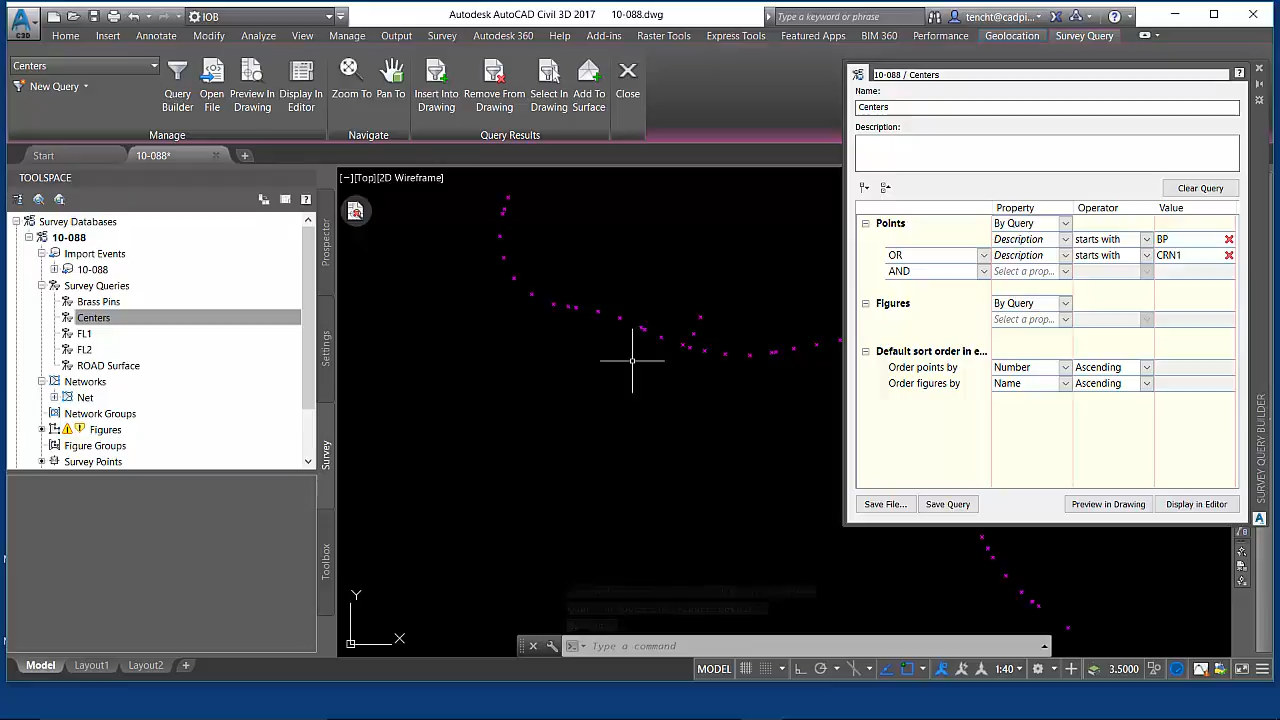 IOB
Autodesk AutoCAD Civil 3D 2017 10-088.dwg
Type a keyword or phrase
tencht@cadpi...
Home Insert Annotate Modify Analyze View Manage Output Survey Autodesk 360 Help Add-ins Raster Tools Express Tools Featured Apps BIM 360 Performance Geolocation Survey Query
Centers
New Query
Query Builder
Open File
Preview In Drawing
Display in Editor
Zoom To
Pan To
Insert Into Drawing
Remove From Drawing
Select In Drawing
Add To Surface
Close
Manage
Navigate
Query Results
Start
10-088*
TOOLSPACE
Survey Databases
10-088
Import Events
10-088
Survey Queries
Brass Pins
Centers
FL1
FL2
ROAD Surface
Networks
Net
Network Groups
Figures
Figure Groups
Survey Points
Prospector
Settings
Survey
Toolbox
[−][Top][2D Wireframe]
Y
X
10-088 / Centers
Name:
Centers
Description:
Clear Query
Property Operator Value
Points By Query
Description starts with BP
OR Description starts with CRN1
AND Select a prop...
Figures By Query
Select a prop...
Default sort order in e...
Order points by Number Ascending
Order figures by Name Ascending
Save File... Save Query Preview in Drawing Display in Editor
SURVEY QUERY BUILDER
Type a command
Model Layout1 Layout2
MODEL
1:40
3.5000